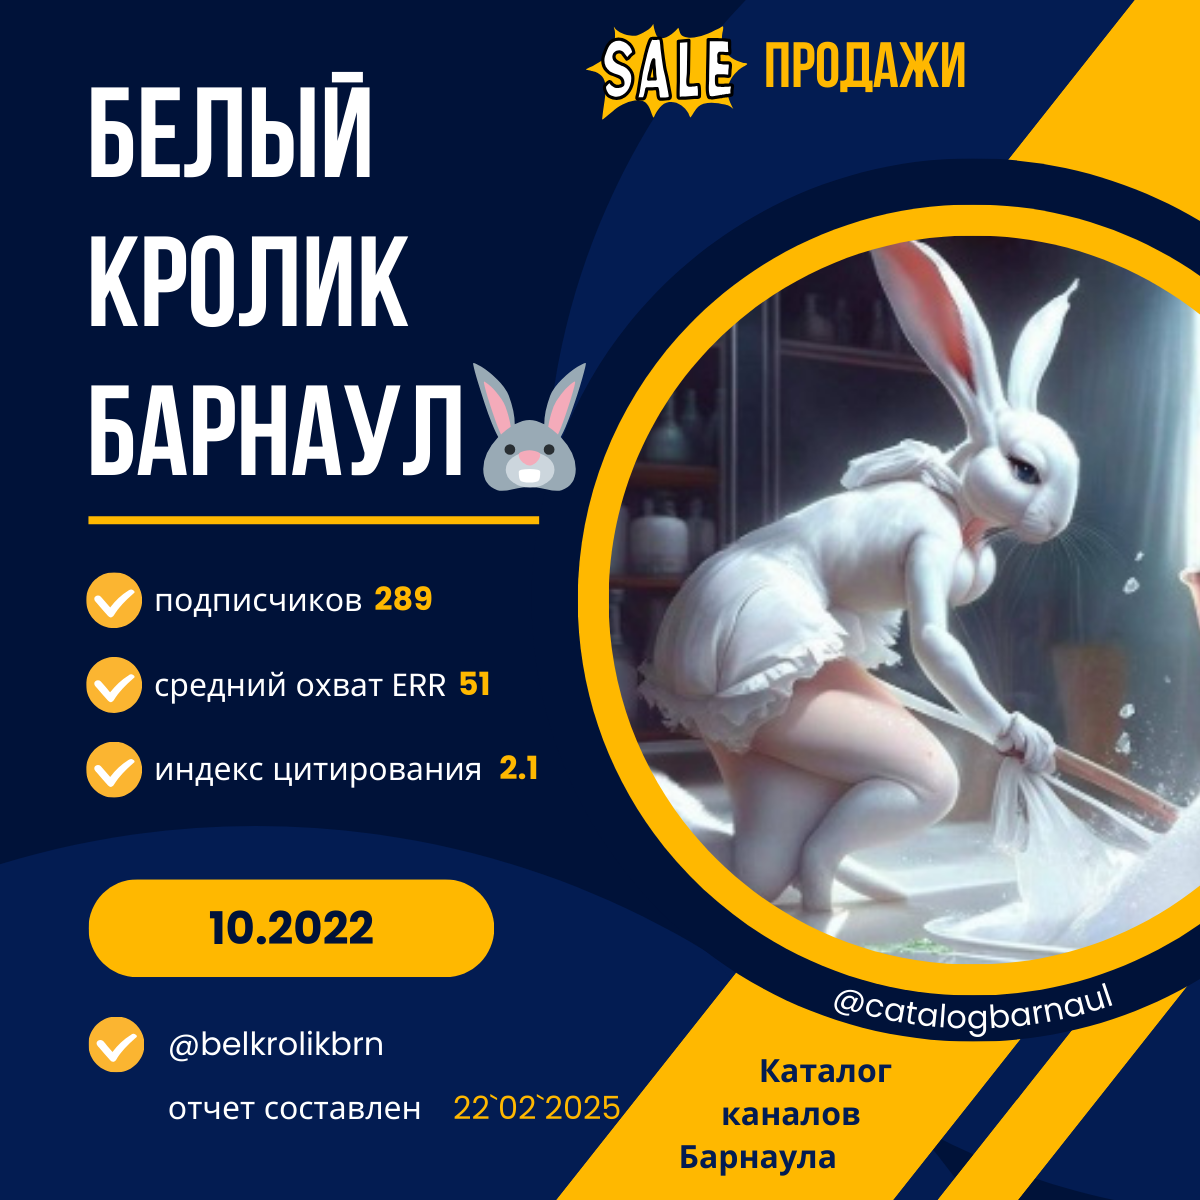 SALE ПРОДАЖИ
БЕЛЫЙ
КРОЛИК
БАРНАУЛ
подписчиков 289
средний охват ERR 51
индекс цитирования 2.1
10.2022
@belkrolikbrn
отчет составлен 22`02`2025
@catalogbarnaul
Каталог
каналов
Барнаула